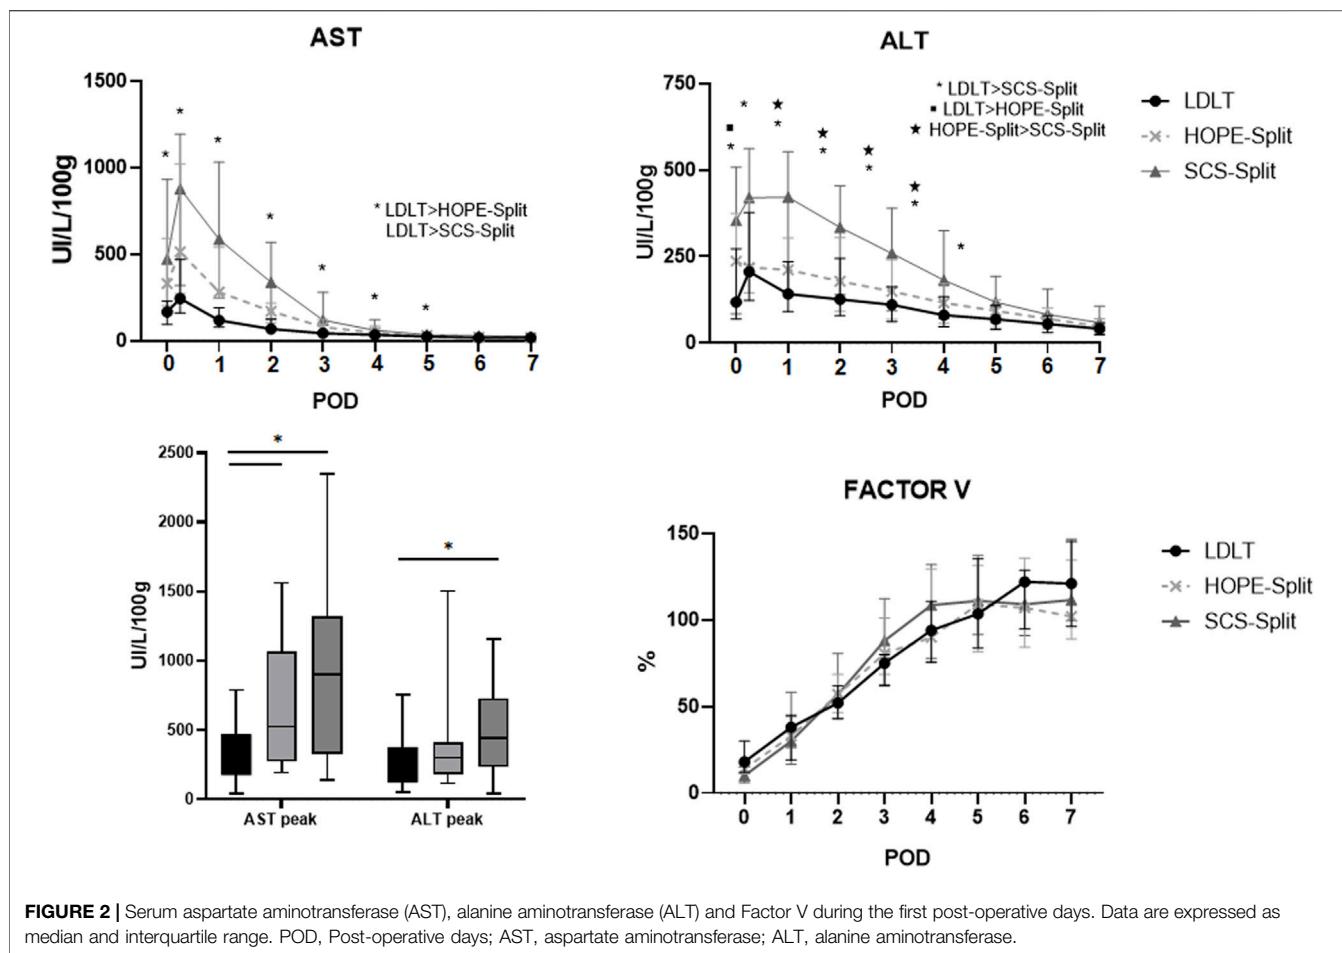 AST
1500
1000
500
0
UI/L/100g
* * * * * * * *
* LDLT>HOPE-Split
LDLT>SCS-Split
0 1 2 3 4 5 6 7
POD
ALT
750
500
250
0
UI/L/100g
* LDLT>SCS-Split
▪ LDLT>HOPE-Split
★ HOPE-Split>SCS-Split
▪ * * ★ * ★ * ★ * ★ * *
0 1 2 3 4 5 6 7
POD
LDLT
HOPE-Split
SCS-Split
2500
2000
1500
1000
500
0
UI/L/100g
* *
AST peak ALT peak
FACTOR V
150
100
50
0
%
0 1 2 3 4 5 6 7
POD
LDLT
HOPE-Split
SCS-Split
FIGURE 2 | Serum aspartate aminotransferase (AST), alanine aminotransferase (ALT) and Factor V during the first post-operative days. Data are expressed as
median and interquartile range. POD, Post-operative days; AST, aspartate aminotransferase; ALT, alanine aminotransferase.